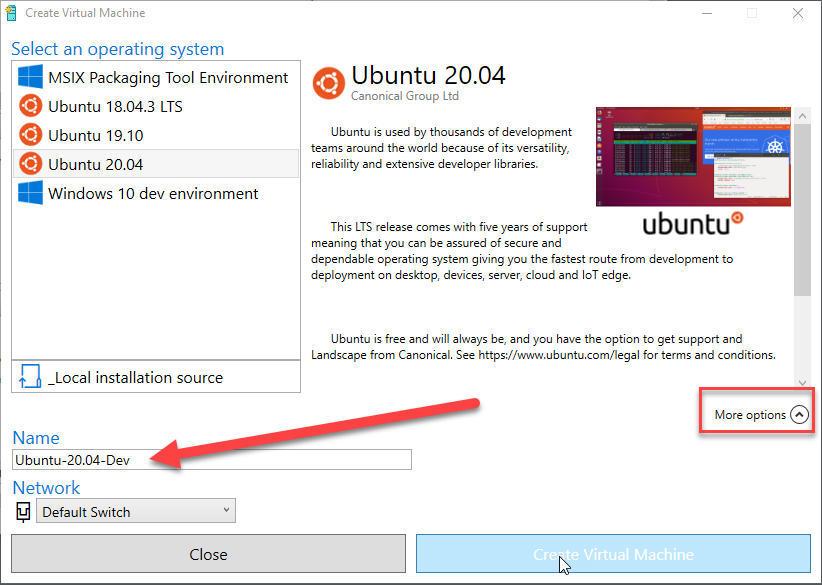 Create Virtual Machine
Select an operating system
MSIX Packaging Tool Environment
Ubuntu 18.04.3 LTS
Ubuntu 19.10
Ubuntu 20.04
Windows 10 dev environment
_Local installation source
Ubuntu 20.04
Canonical Group Ltd
Ubuntu is used by thousands of development
teams around the world because of its versatility,
reliability and extensive developer libraries.
ubuntu
This LTS release comes with five years of support
meaning that you can be assured of secure and
dependable operating system giving you the fastest route from development to
deployment on desktop, devices, server, cloud and IoT edge.
Ubuntu is free and will always be, and you have the option to get support and
Landscape from Canonical. See https://www.ubuntu.com/legal for terms and conditions.
More options
Name
Ubuntu-20.04-Dev
Network
Default Switch
Close
Create Virtual Machine